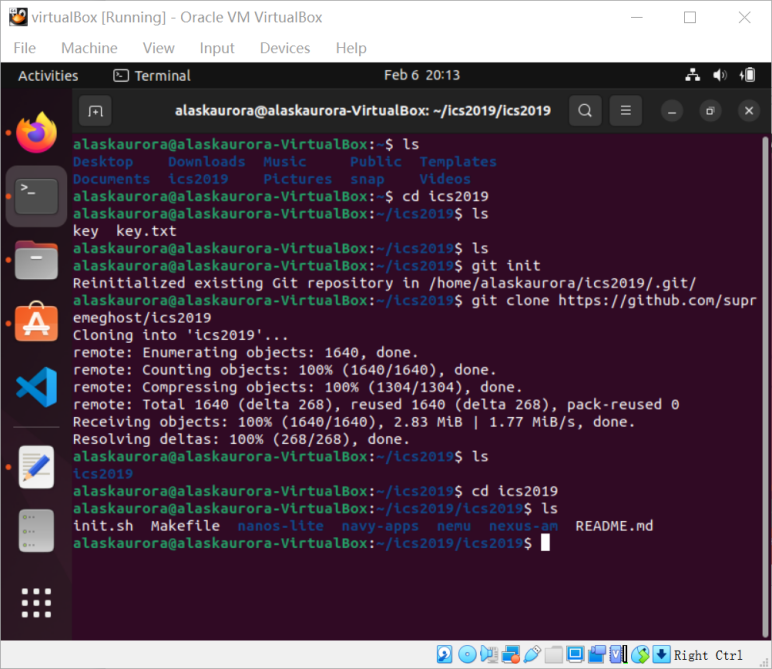 virtualBox [Running] - Oracle VM VirtualBox
File Machine View Input Devices Help
Activities Terminal Feb 6 20:13
alaskaurora@alaskaurora-VirtualBox: ~/ics2019/ics2019
alaskaurora@alaskaurora-VirtualBox:~$ ls
Desktop Downloads Music Public Templates
Documents ics2019 Pictures snap Videos
alaskaurora@alaskaurora-VirtualBox:~$ cd ics2019
alaskaurora@alaskaurora-VirtualBox:~/ics2019$ ls
key key.txt
alaskaurora@alaskaurora-VirtualBox:~/ics2019$ ls
alaskaurora@alaskaurora-VirtualBox:~/ics2019$ git init
Reinitialized existing Git repository in /home/alaskaurora/ics2019/.git/
alaskaurora@alaskaurora-VirtualBox:~/ics2019$ git clone https://github.com/supr
emeghost/ics2019
Cloning into 'ics2019'...
remote: Enumerating objects: 1640, done.
remote: Counting objects: 100% (1640/1640), done.
remote: Compressing objects: 100% (1304/1304), done.
remote: Total 1640 (delta 268), reused 1640 (delta 268), pack-reused 0
Receiving objects: 100% (1640/1640), 2.83 MiB | 1.77 MiB/s, done.
Resolving deltas: 100% (268/268), done.
alaskaurora@alaskaurora-VirtualBox:~/ics2019$ ls
ics2019
alaskaurora@alaskaurora-VirtualBox:~/ics2019$ cd ics2019
alaskaurora@alaskaurora-VirtualBox:~/ics2019/ics2019$ ls
init.sh Makefile nanos-lite navy-apps nemu nexus-am README.md
alaskaurora@alaskaurora-VirtualBox:~/ics2019/ics2019$
Right Ctrl